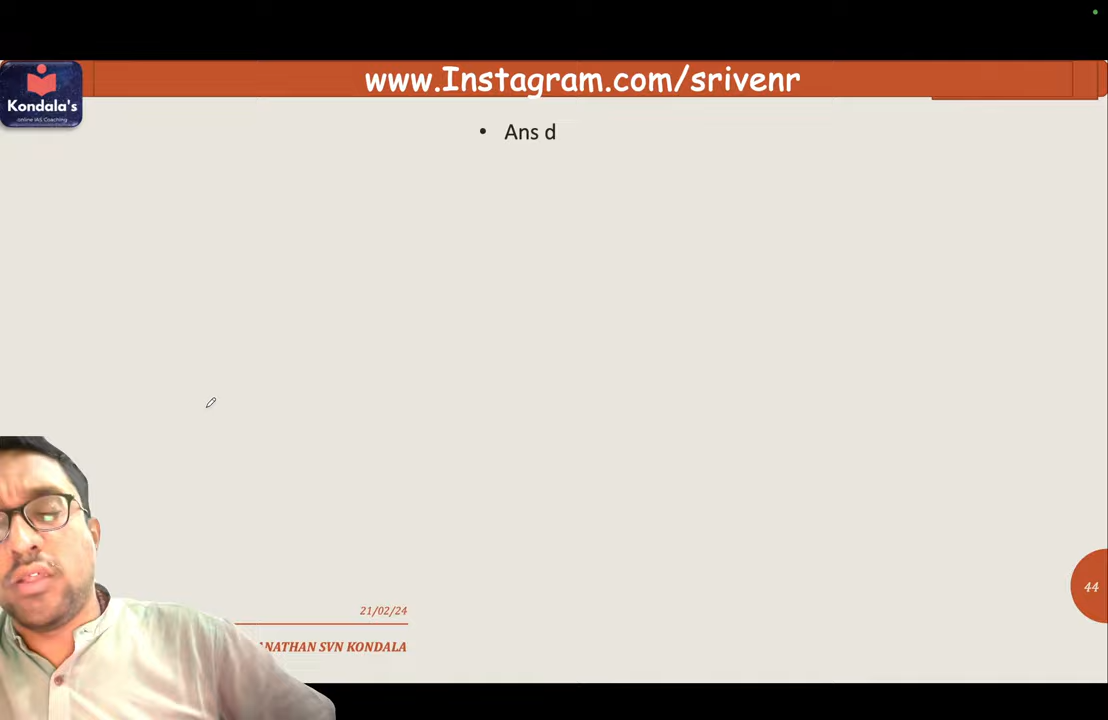 www.Instagram.com/srivenr
Kondala's
online IAS Coaching
• Ans d
44
21/02/24
NATHAN SVN KONDALA